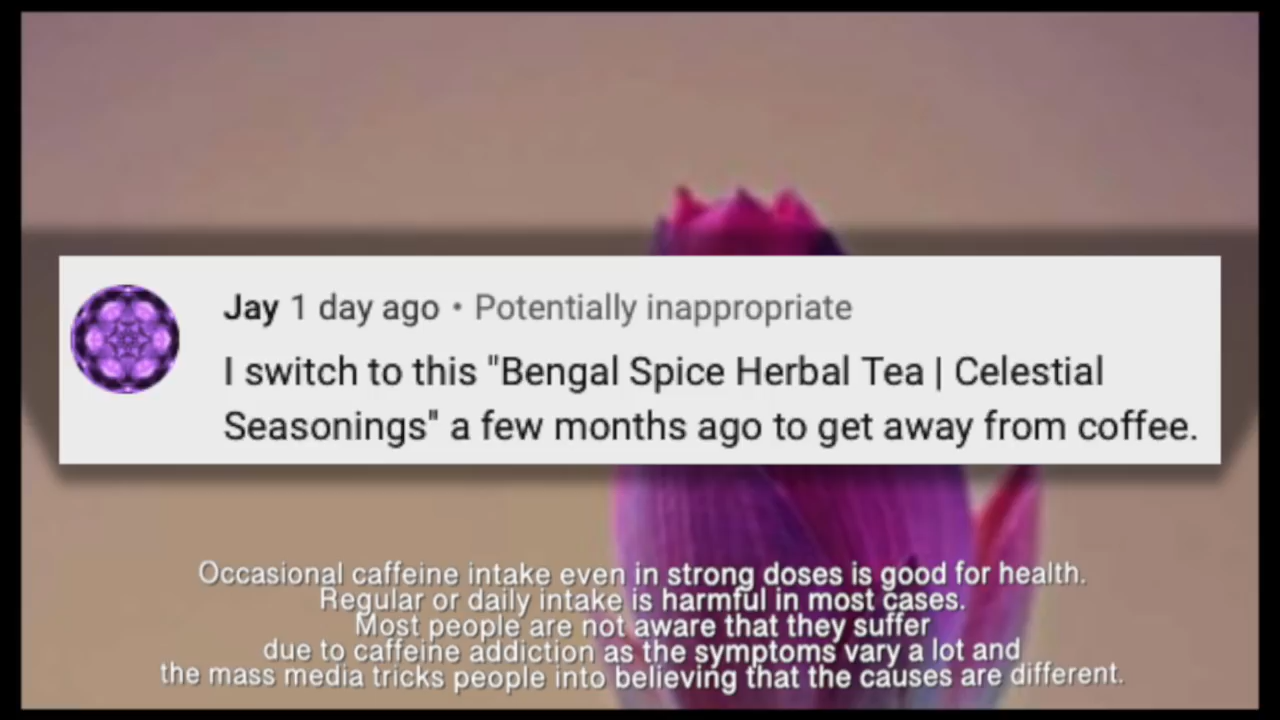 Jay 1 day ago • Potentially inappropriate
I switch to this "Bengal Spice Herbal Tea | Celestial
Seasonings" a few months ago to get away from coffee.
Occasional caffeine intake even in strong doses is good for health.
Regular or daily intake is harmful in most cases.
Most people are not aware that they suffer
due to caffeine addiction as the symptoms vary a lot and
the mass media tricks people into believing that the causes are different.